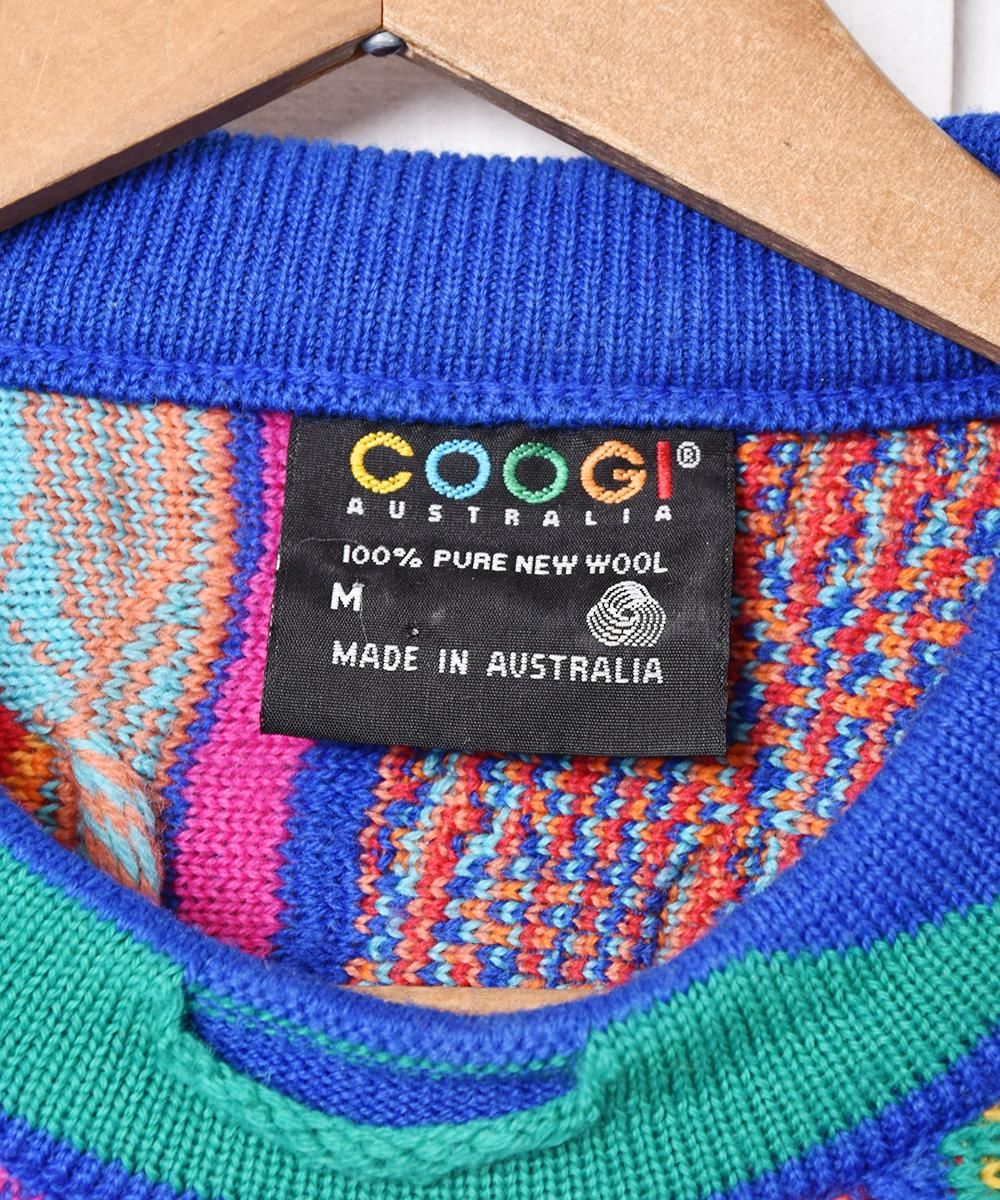 COOGI®
AUSTRALIA
100% PURE NEW WOOL
M
MADE IN AUSTRALIA